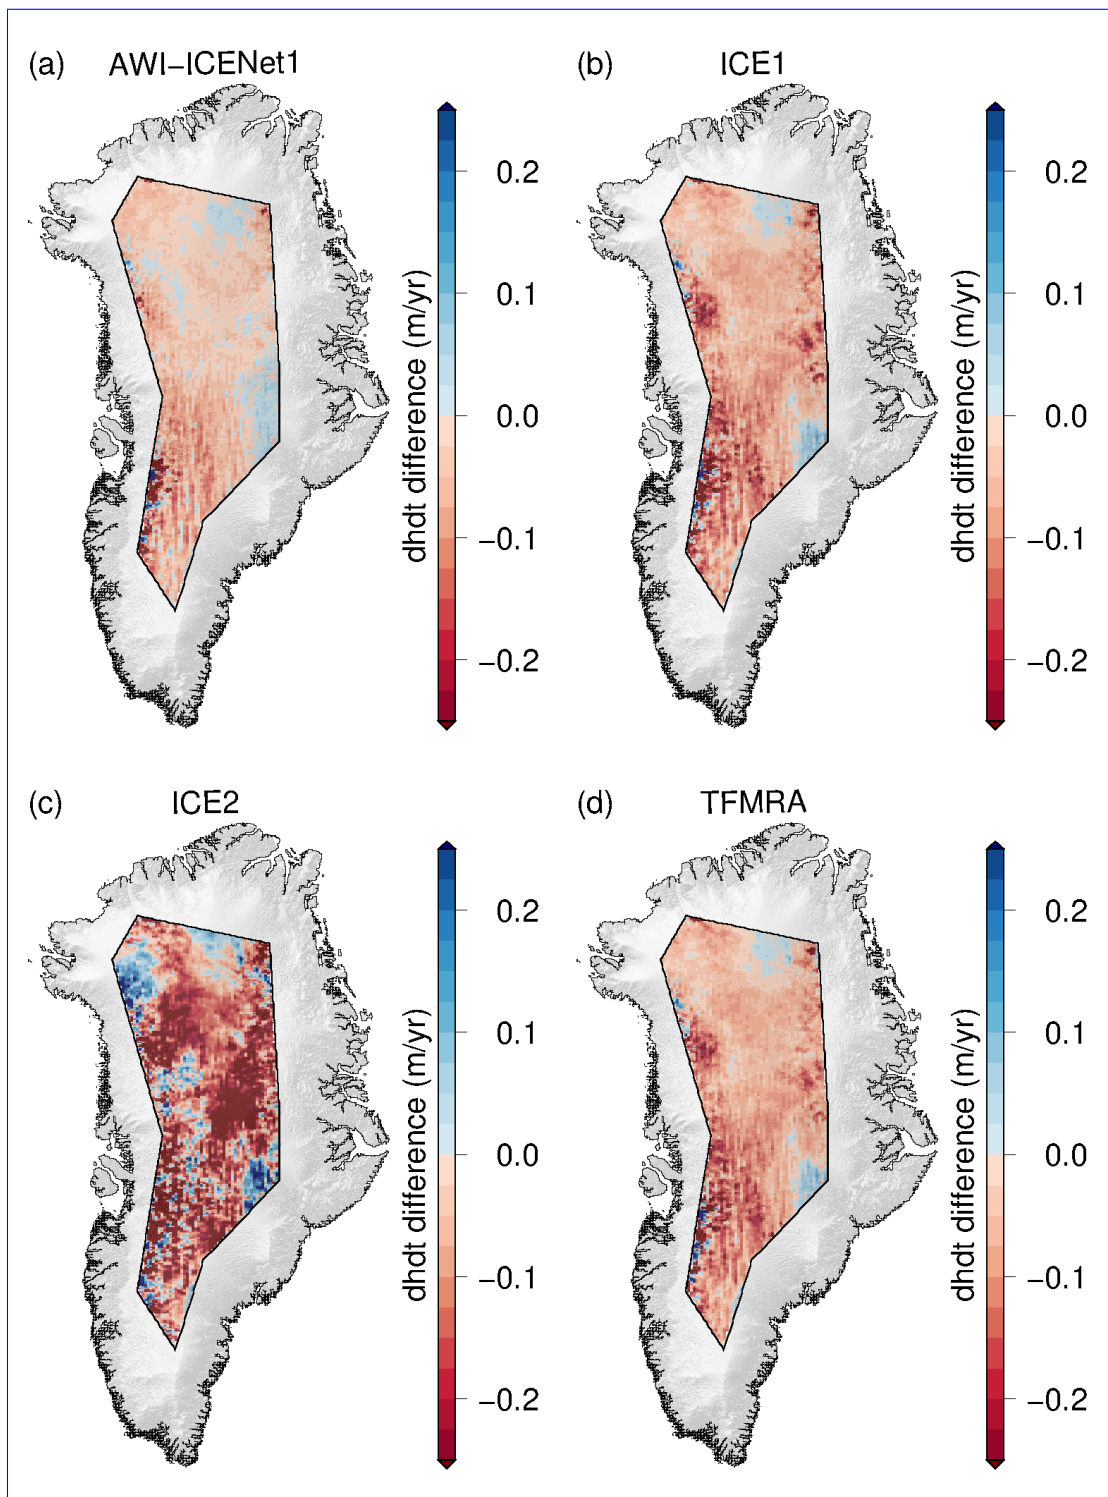 (a) AWI−ICENet1
0.2
0.1
0.0
−0.1
−0.2
dhdt difference (m/yr)
(b) ICE1
0.2
0.1
0.0
−0.1
−0.2
dhdt difference (m/yr)
(c) ICE2
0.2
0.1
0.0
−0.1
−0.2
dhdt difference (m/yr)
(d) TFMRA
0.2
0.1
0.0
−0.1
−0.2
dhdt difference (m/yr)